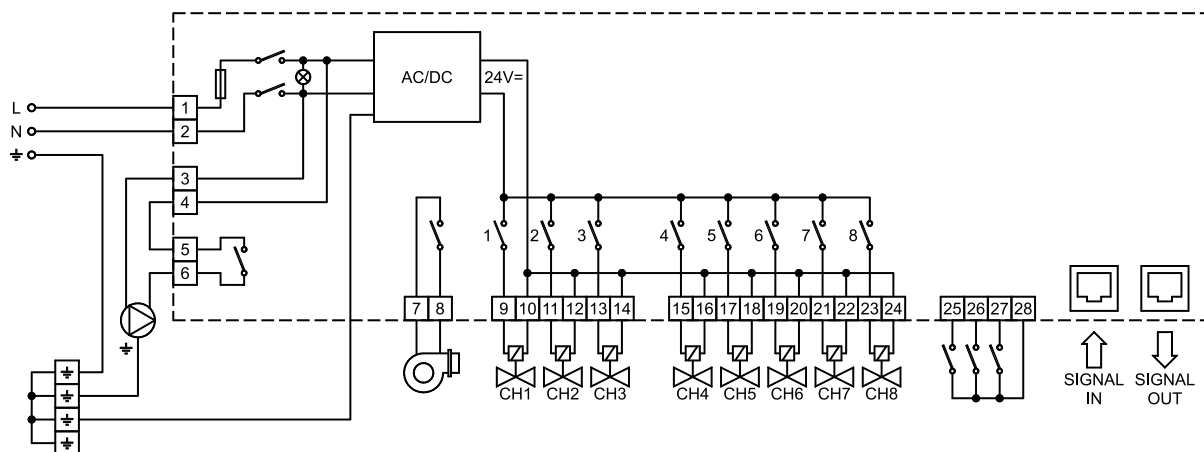 AC/DC
24V=
L
1
N
2
3
4
5
6
1
2
3
4
5
6
7
8
7 8
9 10 11 12 13 14
15 16 17 18 19 20 21 22 23 24
25 26 27 28
CH1 CH2 CH3
CH4 CH5 CH6 CH7 CH8
SIGNAL
IN
SIGNAL
OUT